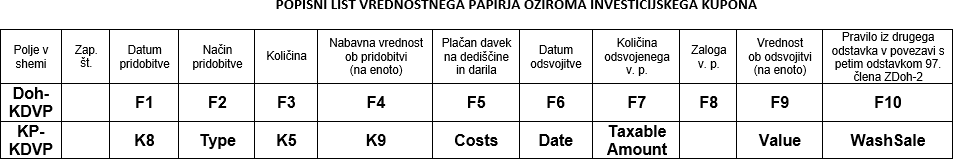 POPISNI LIST VREDNOSTNEGA PAPIRJA OZIROMA INVESTICIJSKEGA KUPONA
Polje v shemi | Zap. št. | Datum pridobitve | Način pridobitve | Količina | Nabavna vrednost ob pridobitvi (na enoto) | Plačan davek na dediščine in darila | Datum odsvojitve | Količina odsvojenega v. p. | Zaloga v. p. | Vrednost ob odsvojitvi (na enoto) | Pravilo iz drugega odstavka v povezavi s petim odstavkom 97. člena ZDoh-2
Doh-KDVP | | F1 | F2 | F3 | F4 | F5 | F6 | F7 | F8 | F9 | F10
KP-KDVP | | K8 | Type | K5 | K9 | Costs | Date | Taxable Amount | | Value | WashSale